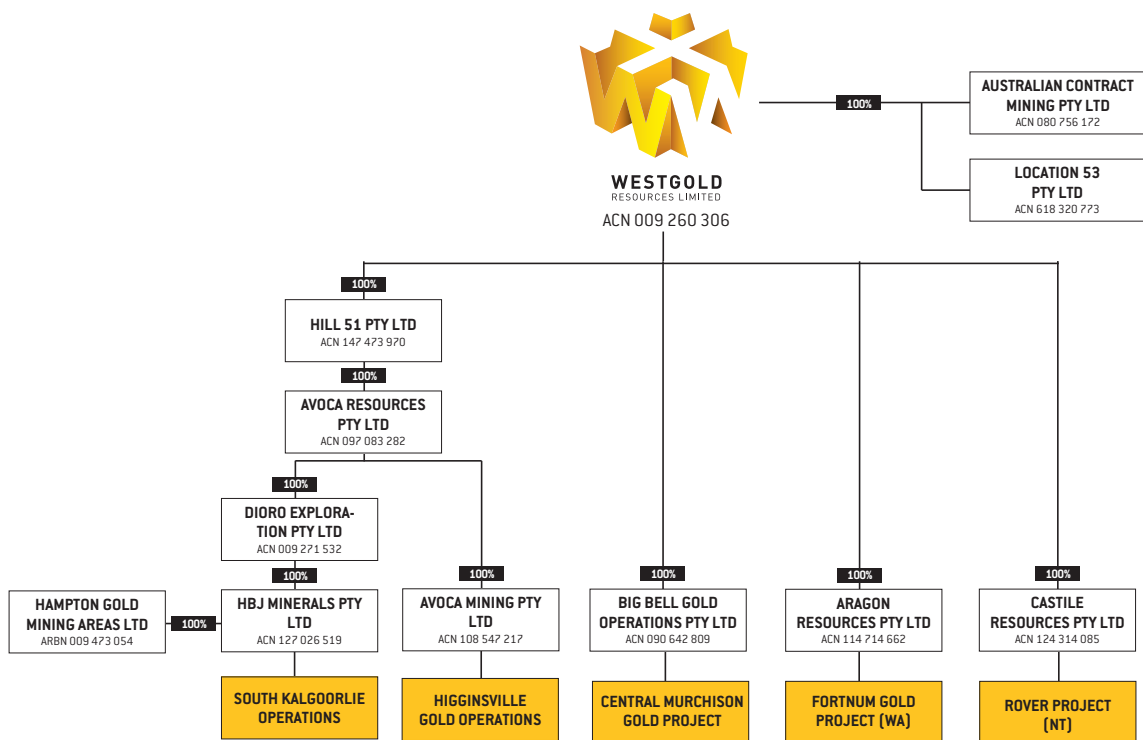 AUSTRALIAN CONTRACT
MINING PTY LTD
ACN 080 756 172
100%
LOCATION 53
PTY LTD
ACN 618 320 773
WESTGOLD
RESOURCES LIMITED
ACN 009 260 306
100%
HILL 51 PTY LTD
ACN 147 473 970
100%
AVOCA RESOURCES
PTY LTD
ACN 097 083 282
100%
DIORO EXPLORA-
TION PTY LTD
ACN 009 271 532
100%
100%
100%
100%
100%
HAMPTON GOLD
MINING AREAS LTD
ARBN 009 473 054
100%
HBJ MINERALS PTY
LTD
ACN 127 026 519
AVOCA MINING PTY
LTD
ACN 108 547 217
BIG BELL GOLD
OPERATIONS PTY LTD
ACN 090 642 809
ARAGON
RESOURCES PTY LTD
ACN 114 714 662
CASTILE
RESOURCES PTY LTD
ACN 124 314 085
SOUTH KALGOORLIE
OPERATIONS
HIGGINSVILLE
GOLD OPERATIONS
CENTRAL MURCHISON
GOLD PROJECT
FORTNUM GOLD
PROJECT (WA)
ROVER PROJECT
(NT)